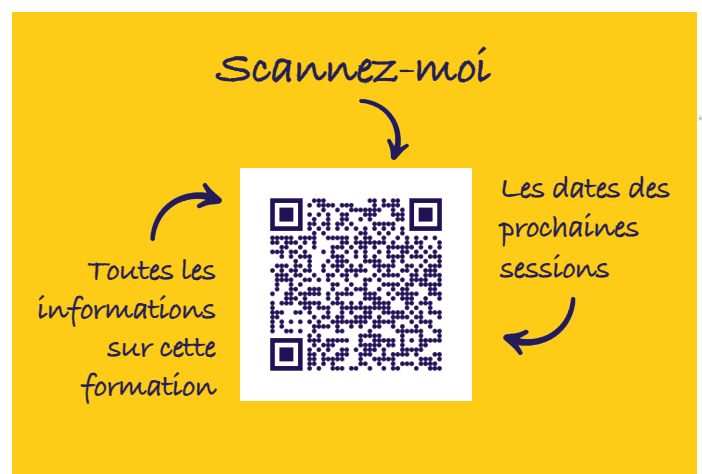 Scannez-moi
Toutes les
informations
sur cette
formation
Les dates des
prochaines
sessions